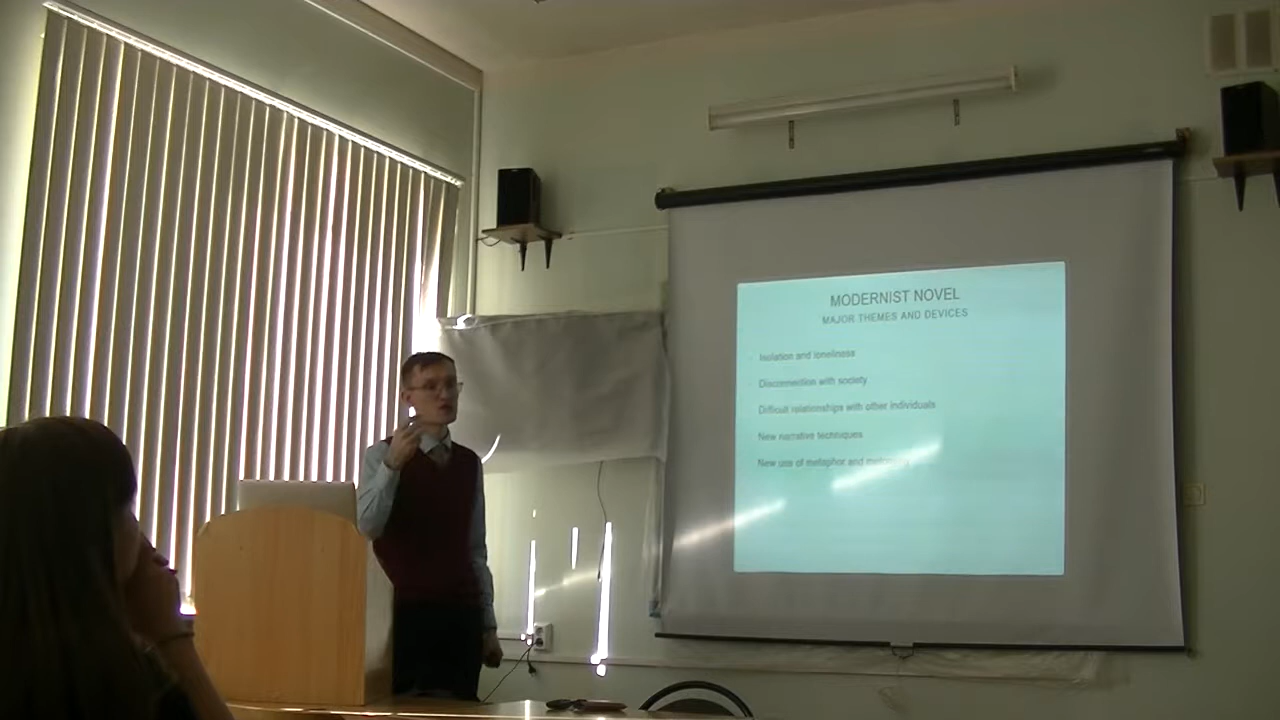 MODERNIST NOVEL
MAJOR THEMES AND DEVICES
Isolation and loneliness
Disconnection with society
Difficult relationships with other individuals
New narrative techniques
New use of metaphor and